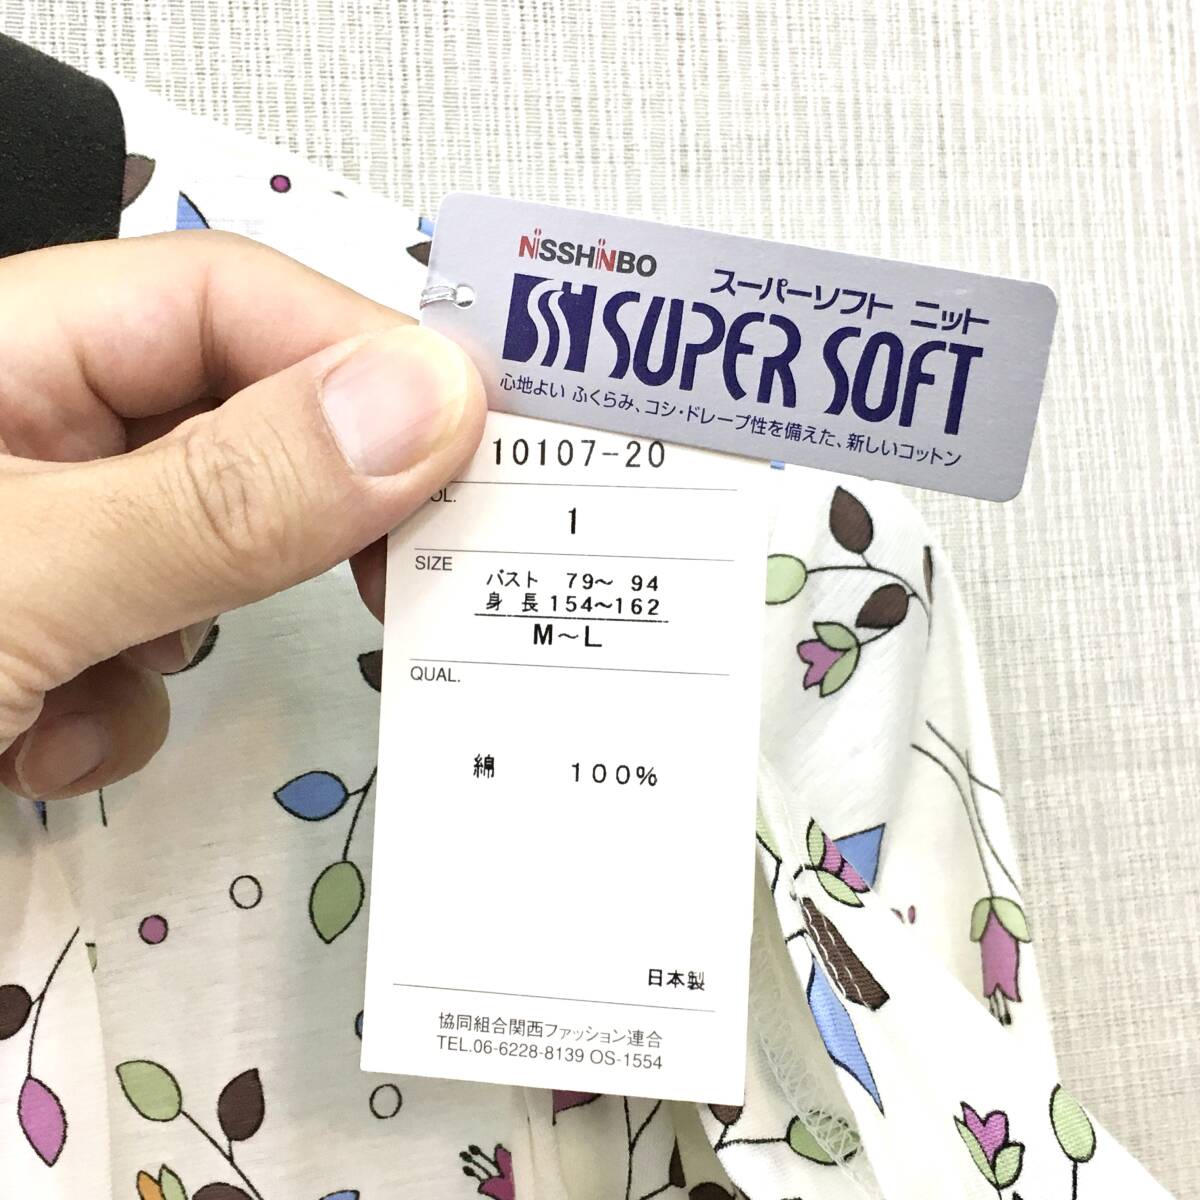 NISSHINBO
スーパーソフト ニット
SUPER SOFT
心地よい ふくらみ、コシ・ドレープ性を備えた、新しいコットン
10107-20
1
SIZE
バスト 79～ 94
身 長 154～162
M～L
QUAL.
綿 100%
日本製
協同組合関西ファッション連合
TEL.06-6228-8139 OS-1554